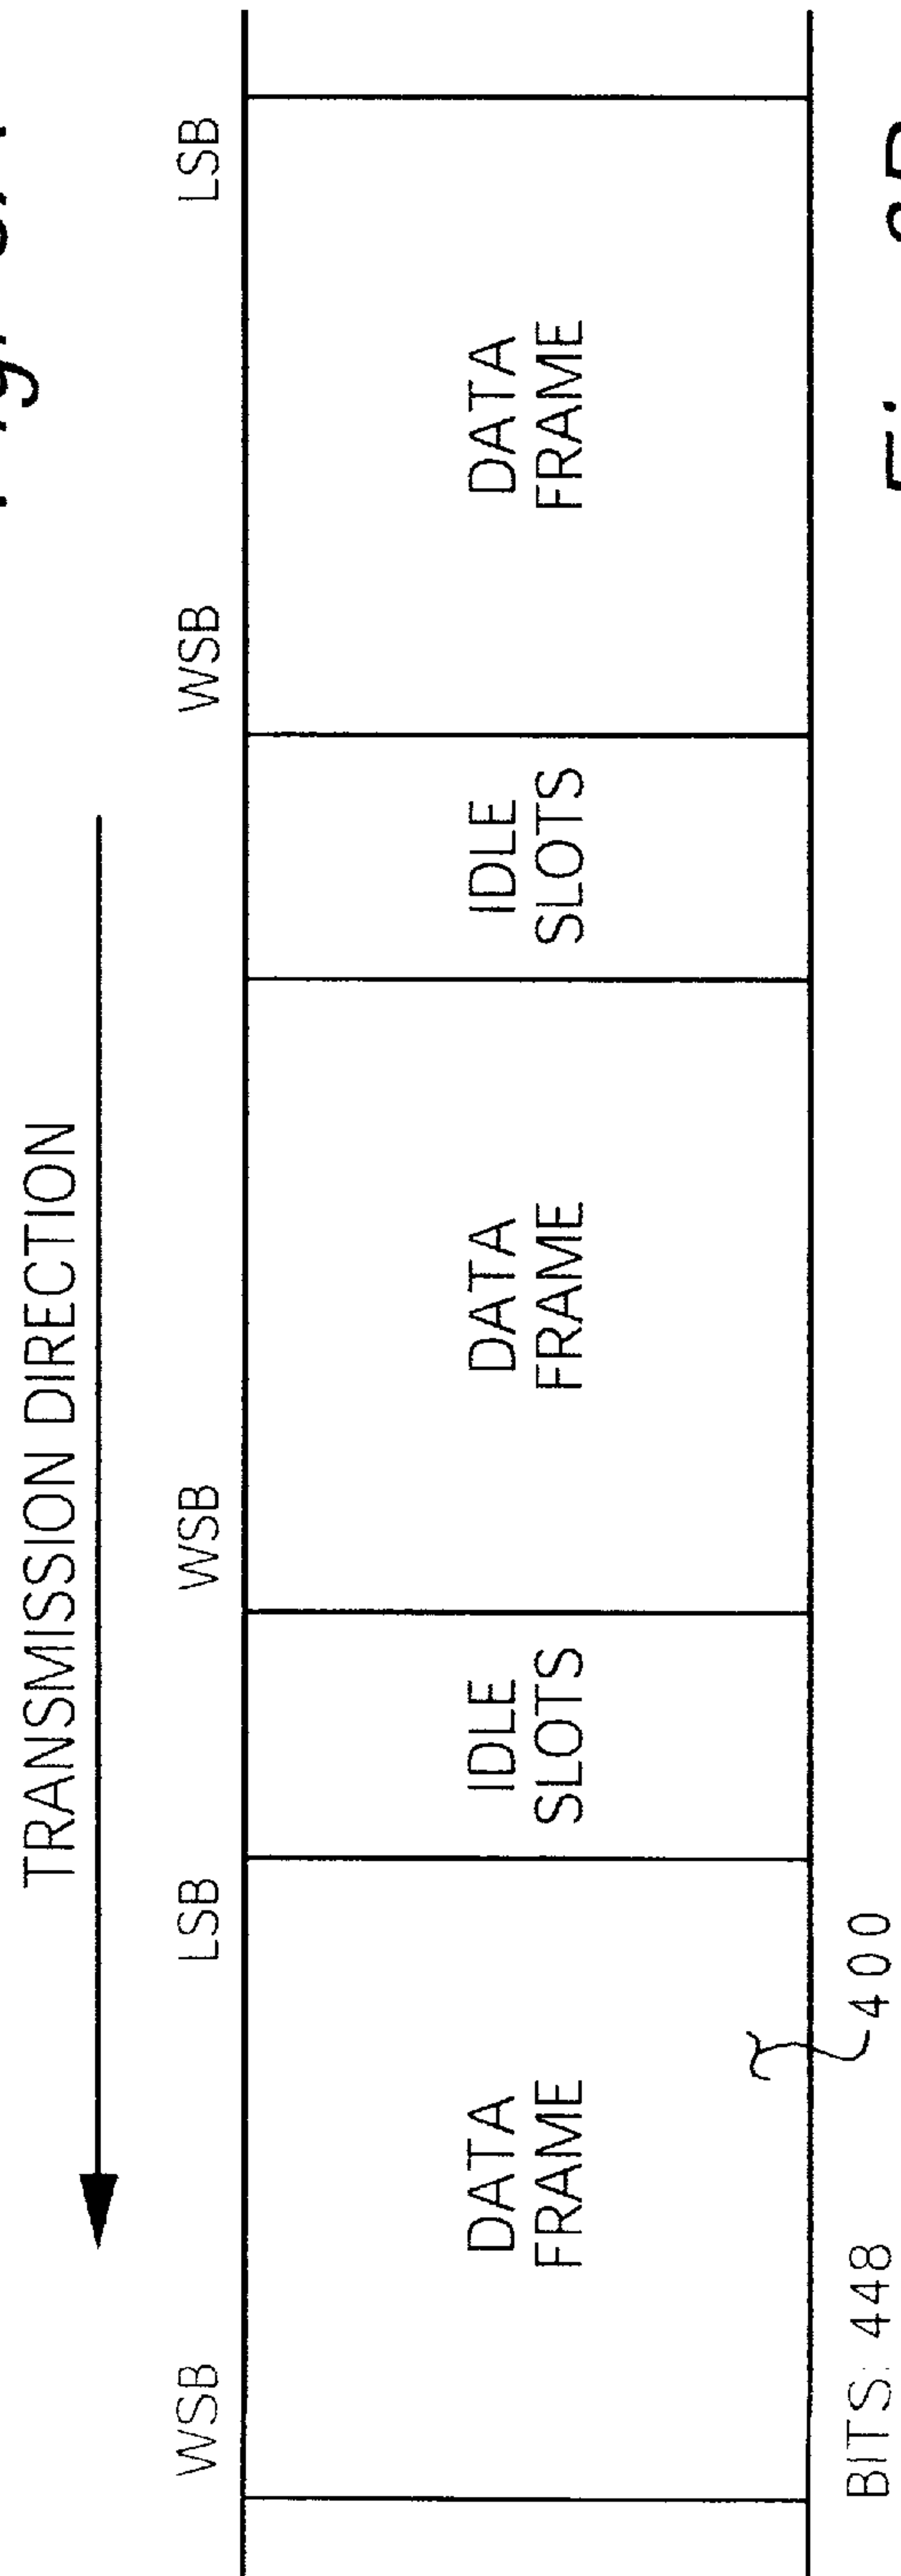 TRANSMISSION DIRECTION
WSB
LSB
WSB
WSB
LSB
DATA
FRAME
IDLE
SLOTS
DATA
FRAME
IDLE
SLOTS
DATA
FRAME
BITS: 448
400